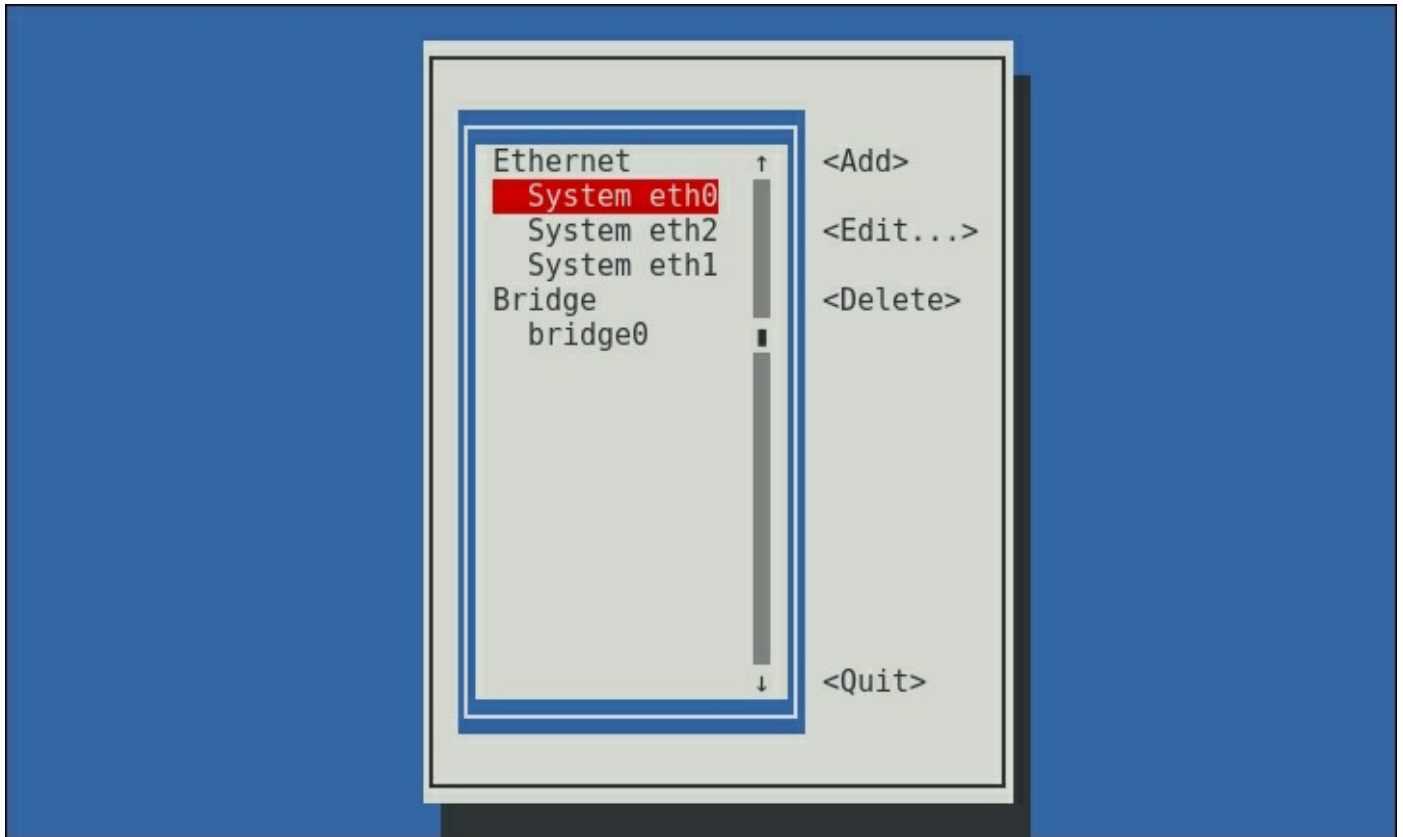 Ethernet ↑ <Add>
System eth0
System eth2 <Edit...>
System eth1
Bridge <Delete>
bridge0
↓ <Quit>